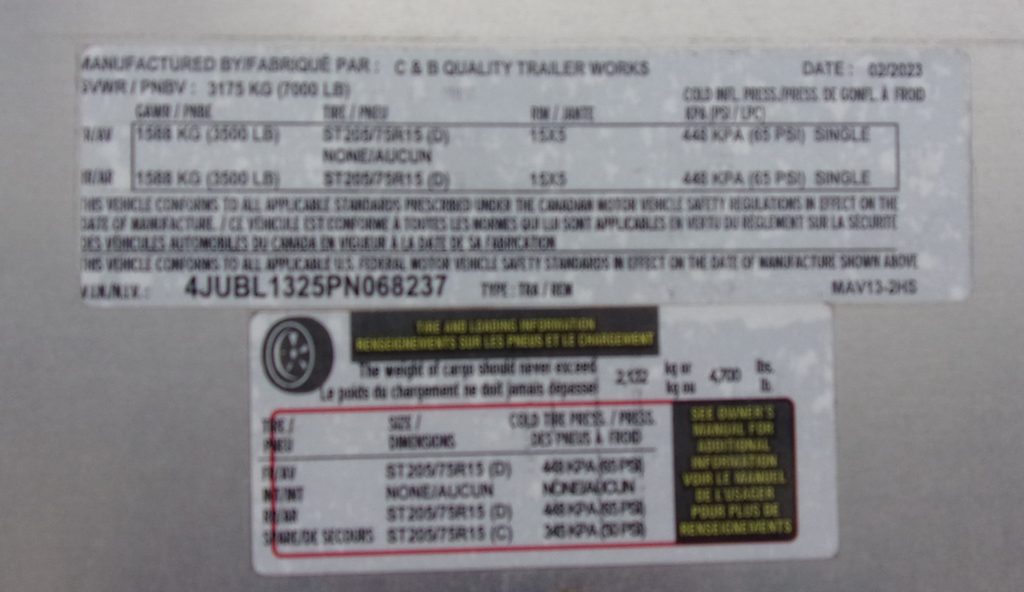 MANUFACTURED BY/FABRIQUÉ PAR : C & B QUALITY TRAILER WORKS DATE : 02/2023
GVWR / PNBV : 3175 KG (7000 LB) COLD INFL. PRESS./PRESS. DE GONFL. À FROID
GAWR / PNBE TIRE / PNEU RIM / JANTE KPA (PSI / LPC)
FR/AV 1588 KG (3500 LB) ST205/75R15 (D) 15X5 448 KPA (65 PSI) SINGLE
NONE/AUCUN
RR/AR 1588 KG (3500 LB) ST205/75R15 (D) 15X5 448 KPA (65 PSI) SINGLE
THIS VEHICLE CONFORMS TO ALL APPLICABLE STANDARDS PRESCRIBED UNDER THE CANADIAN MOTOR VEHICLE SAFETY REGULATIONS IN EFFECT ON THE
DATE OF MANUFACTURE. / CE VÉHICULE EST CONFORME À TOUTES LES NORMES QUI LUI SONT APPLICABLES EN VERTU DU RÈGLEMENT SUR LA SÉCURITÉ
DES VÉHICULES AUTOMOBILES DU CANADA EN VIGUEUR À LA DATE DE SA FABRICATION
THIS VEHICLE CONFORMS TO ALL APPLICABLE U.S. FEDERAL MOTOR VEHICLE SAFETY STANDARDS IN EFFECT ON THE DATE OF MANUFACTURE SHOWN ABOVE
V.I.N./N.I.V.: 4JUBL1325PN068237 TYPE: TRA / REM MAV13-2HS
TIRE AND LOADING INFORMATION
RENSEIGNEMENTS SUR LES PNEUS ET LE CHARGEMENT
The weight of cargo should never exceed kg or 4,700 lbs.
Le poids du chargement ne doit jamais dépasser 2,132 kg ou lb.
TIRE / SIZE / COLD TIRE PRESS. / PRESS.
PNEU DIMENSIONS DES PNEUS À FROID
FR/AV ST205/75R15 (D) 448 KPA (65 PSI)
INT/INT NONE/AUCUN NONE/AUCUN
RR/AR ST205/75R15 (D) 448 KPA (65 PSI)
SPARE/DE SECOURS ST205/75R15 (C) 345 KPA (50 PSI)
SEE OWNER'S
MANUAL FOR
ADDITIONAL
INFORMATION
VOIR LE MANUEL
DE L'USAGER
POUR PLUS DE
RENSEIGNEMENTS